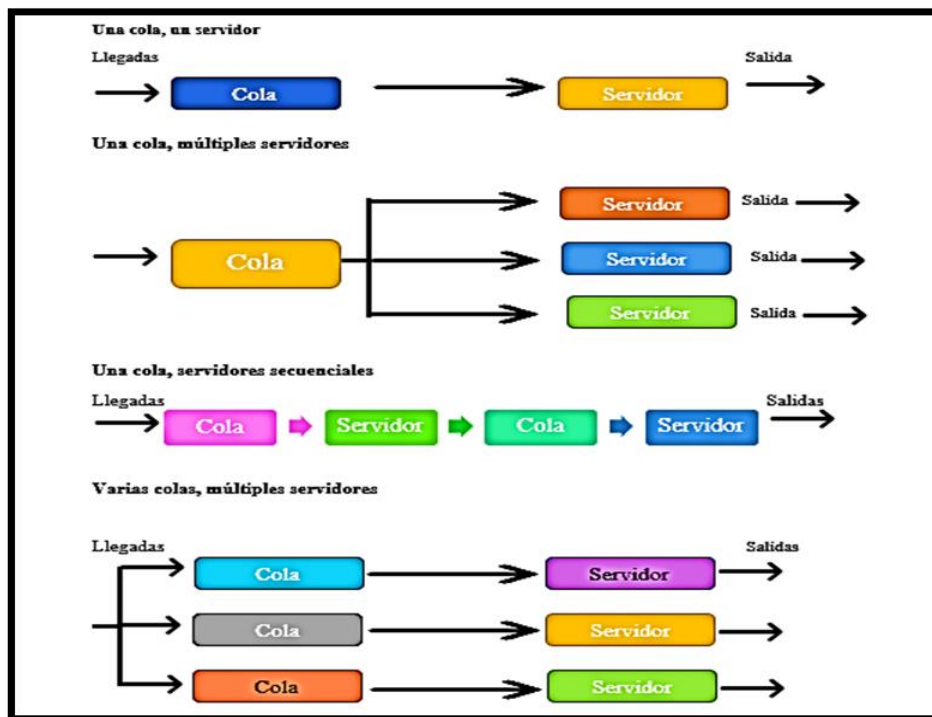 Una cola, un servidor
Llegadas
Salida
Cola
Servidor
Una cola, múltiples servidores
Servidor
Salida
Cola
Servidor
Salida
Servidor
Salida
Una cola, servidores secuenciales
Llegadas
Salidas
Cola
Servidor
Cola
Servidor
Varias colas, múltiples servidores
Llegadas
Salidas
Cola
Servidor
Cola
Servidor
Cola
Servidor